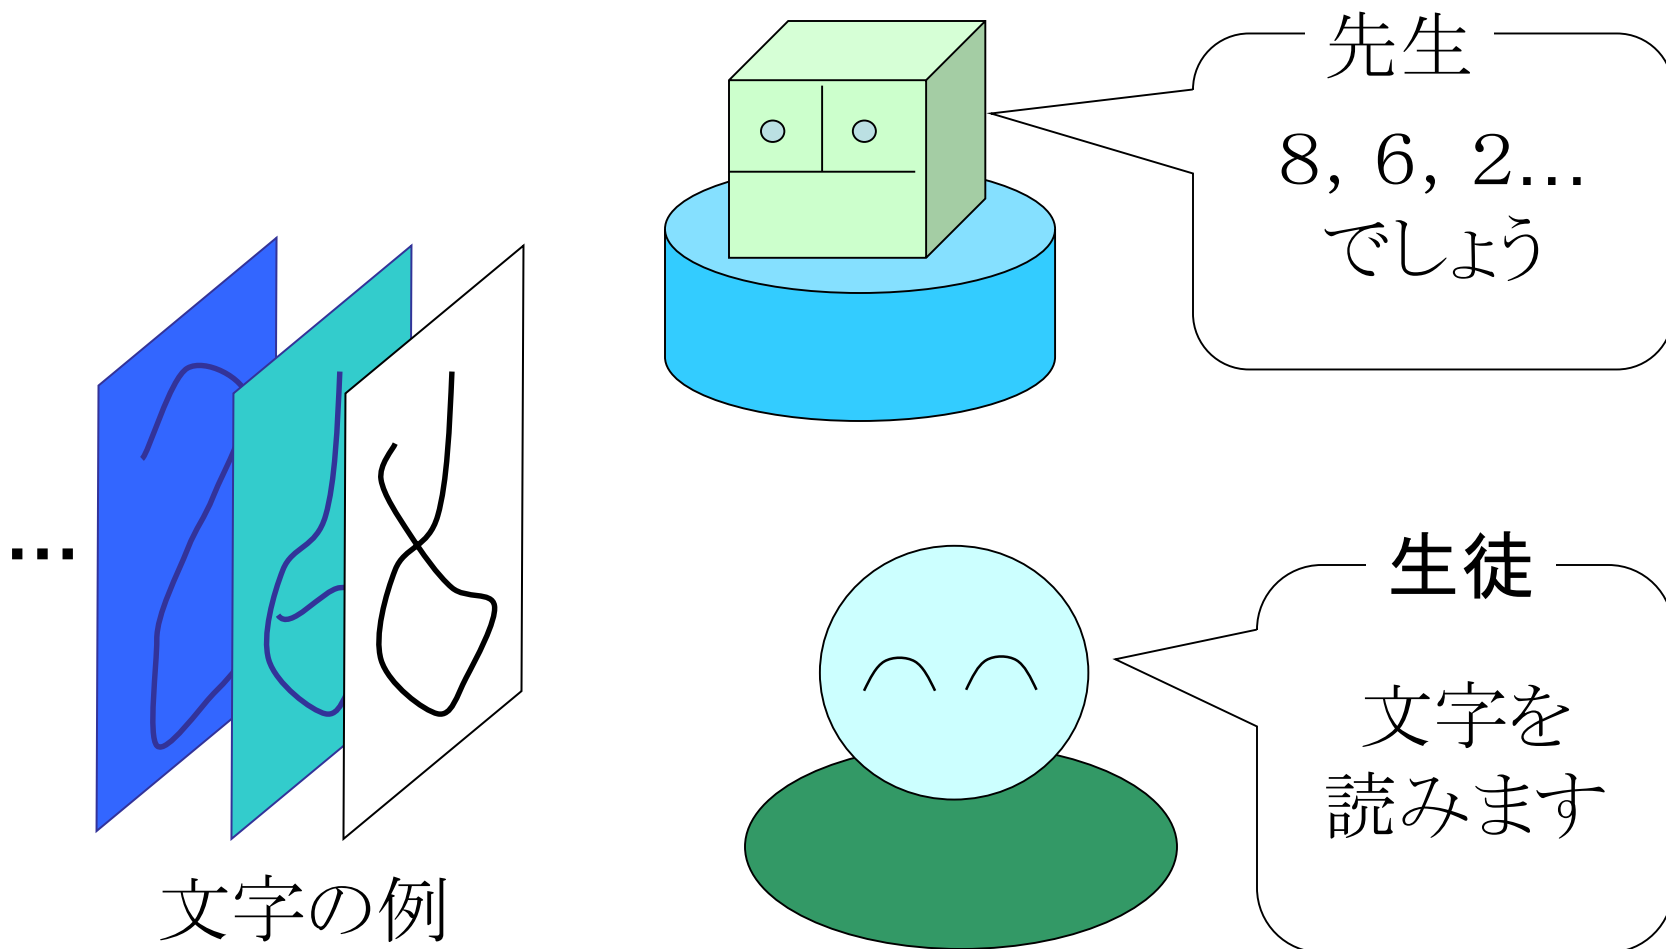 先生
８，６，２…
でしょう
…
生徒
文字を
読みます
文字の例